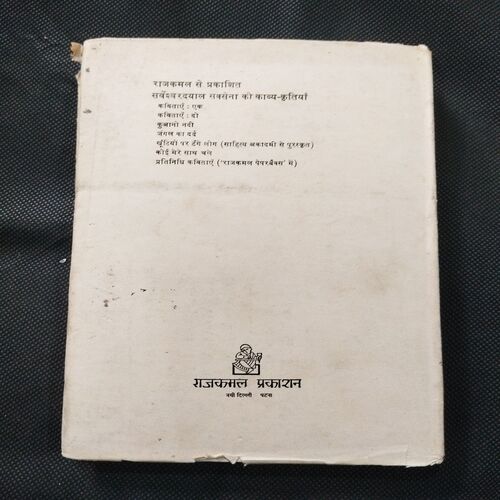 राजकमल से प्रकाशित
सर्वेश्वरदयाल सक्सेना की काव्य-कृतियाँ
कविताएँ : एक
कविताएँ : दो
कुआनो नदी
जंगल का दर्द
खूँटियों पर टँगे लोग (साहित्य अकादमी से पुरस्कृत)
कोई मेरे साथ चले
प्रतिनिधि कविताएँ ('राजकमल पेपरबैक्स' में)
राजकमल प्रकाशन
नयी दिल्ली पटना